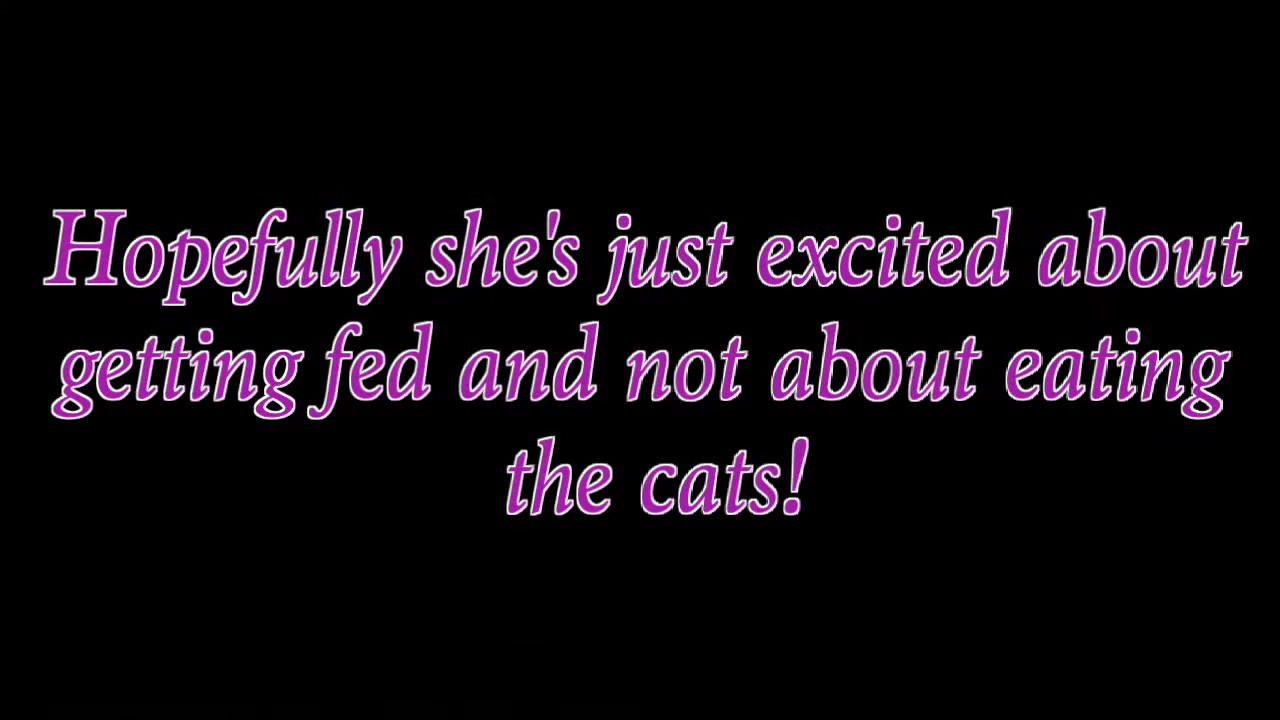 Hopefully she's just excited about
getting fed and not about eating
the cats!